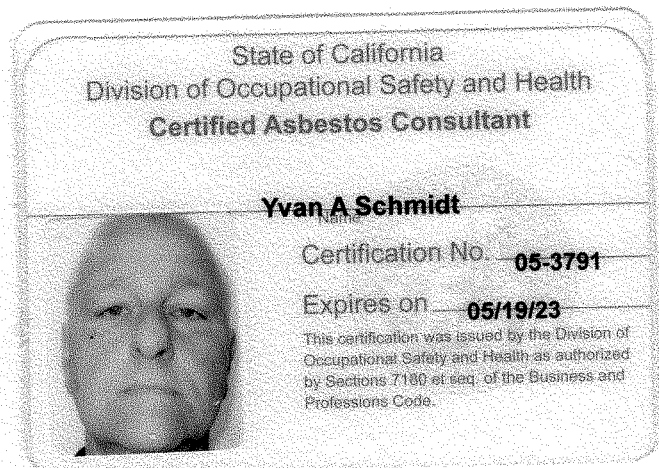 State of California
Division of Occupational Safety and Health
Certified Asbestos Consultant
Yvan A Schmidt
Name
Certification No. 05-3791
Expires on 05/19/23
This certification was issued by the Division of
Occupational Safety and Health as authorized
by Sections 7180 et seq. of the Business and
Professions Code.